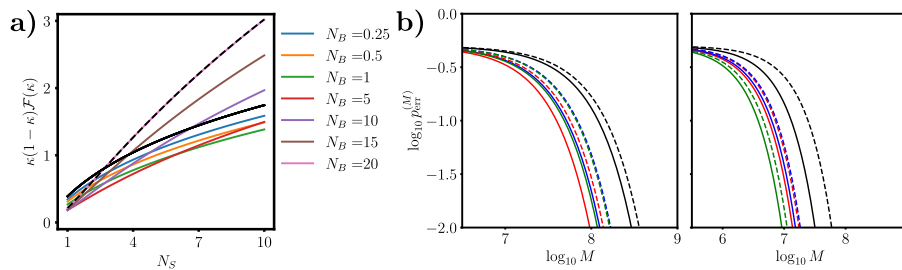 a)
3
2
1
0
κ(1 − κ)F(κ)
1
4
7
10
N_S
N_B =0.25
N_B =0.5
N_B =1
N_B =5
N_B =10
N_B =15
N_B =20
b)
0.0
−0.5
−1.0
−1.5
−2.0
log₁₀ p_err^(M)
7
8
9
log₁₀ M
6
7
8
log₁₀ M